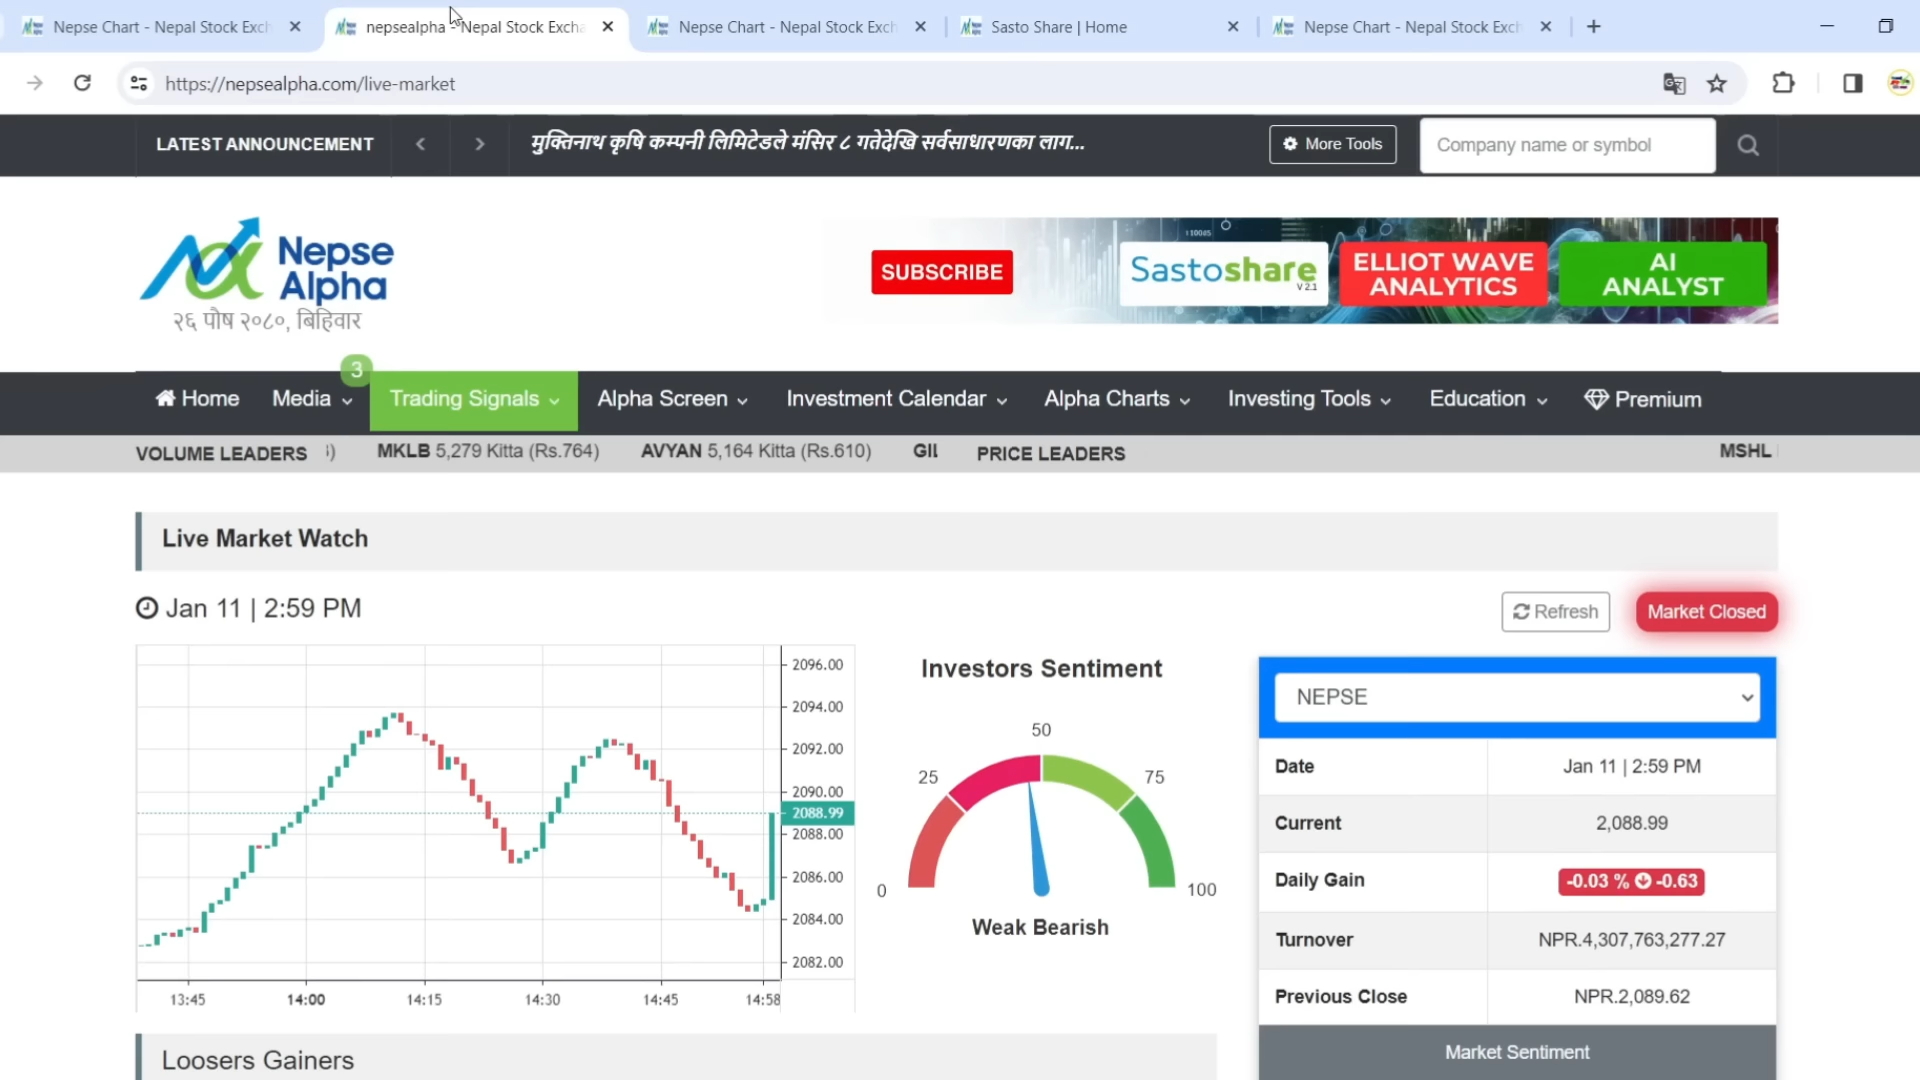 Nepse Chart - Nepal Stock Exch
nepsealpha - Nepal Stock Excha
Nepse Chart - Nepal Stock Exch
Sasto Share | Home
Nepse Chart - Nepal Stock Exch
https://nepsealpha.com/live-market
LATEST ANNOUNCEMENT
मुक्तिनाथ कृषि कम्पनी लिमिटेडले मंसिर ८ गतेदेखि सर्वसाधारणका लाग...
More Tools
Company name or symbol
Nepse
Alpha
२६ पौष २०८०, बिहिवार
SUBSCRIBE
Sastoshare
V 2.1
ELLIOT WAVE
ANALYTICS
AI
ANALYST
3
Home
Media
Trading Signals
Alpha Screen
Investment Calendar
Alpha Charts
Investing Tools
Education
Premium
VOLUME LEADERS
MKLB 5,279 Kitta (Rs.764)
AVYAN 5,164 Kitta (Rs.610)
PRICE LEADERS
MSHL
Live Market Watch
Jan 11 | 2:59 PM
Refresh
Market Closed
2096.00
2094.00
2092.00
2090.00
2088.99
2088.00
2086.00
2084.00
2082.00
13:45
14:00
14:15
14:30
14:45
14:58
Investors Sentiment
50
25
75
0
100
Weak Bearish
NEPSE
Date
Jan 11 | 2:59 PM
Current
2,088.99
Daily Gain
-0.03 % -0.63
Turnover
NPR.4,307,763,277.27
Previous Close
NPR.2,089.62
Market Sentiment
Loosers Gainers